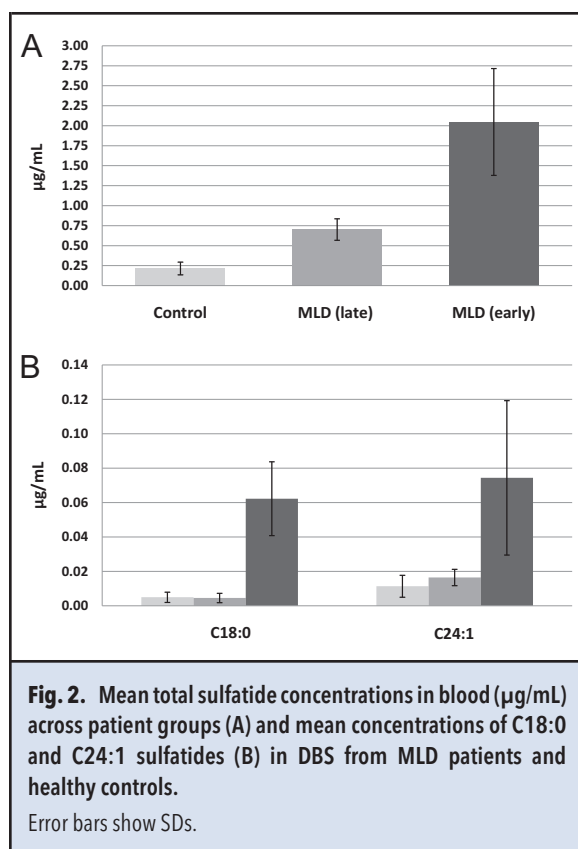 A
3.00
2.75
2.50
2.25
2.00
1.75
1.50
1.25
1.00
0.75
0.50
0.25
0.00
µg/mL
Control MLD (late) MLD (early)
B
0.14
0.12
0.10
0.08
0.06
0.04
0.02
0.00
µg/mL
C18:0 C24:1
Fig. 2. Mean total sulfatide concentrations in blood (µg/mL)
across patient groups (A) and mean concentrations of C18:0
and C24:1 sulfatides (B) in DBS from MLD patients and
healthy controls.
Error bars show SDs.